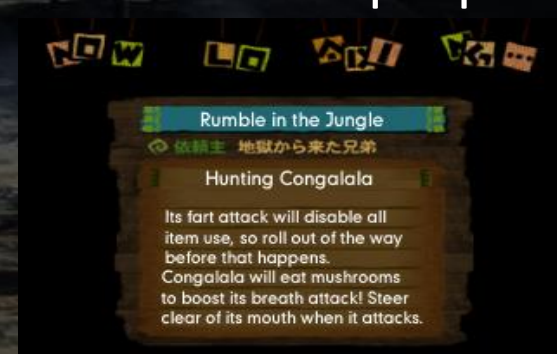 NOW LOADING...
Rumble in the Jungle
依頼主 地獄から来た兄弟
Hunting Congalala
Its fart attack will disable all
item use, so roll out of the way
before that happens.
Congalala will eat mushrooms
to boost its breath attack! Steer
clear of its mouth when it attacks.